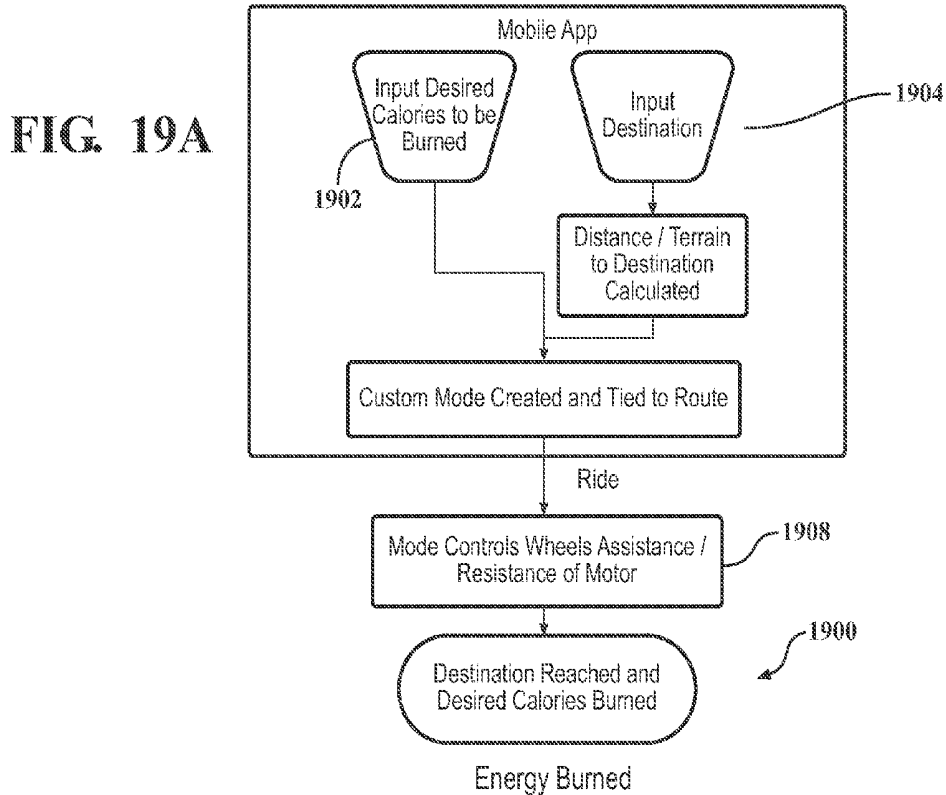 Mobile App
FIG. 19A
Input Desired
Calories to be
Burned
1902
Input
Destination
1904
Distance / Terrain
to Destination
Calculated
Custom Mode Created and Tied to Route
Ride
Mode Controls Wheels Assistance /
Resistance of Motor
1908
1900
Destination Reached and
Desired Calories Burned
Energy Burned